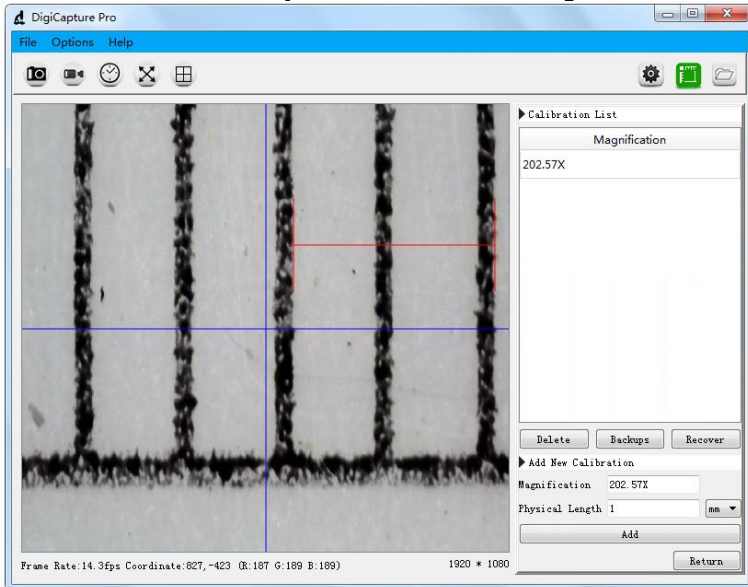 DigiCapture Pro
File Options Help
Calibration List
Magnification
202.57X
Delete Backups Recover
Add New Calibration
Magnification 202.57X
Physical Length 1 mm
Add
Return
Frame Rate:14.3fps Coordinate:827,-423 (R:187 G:189 B:189) 1920 * 1080